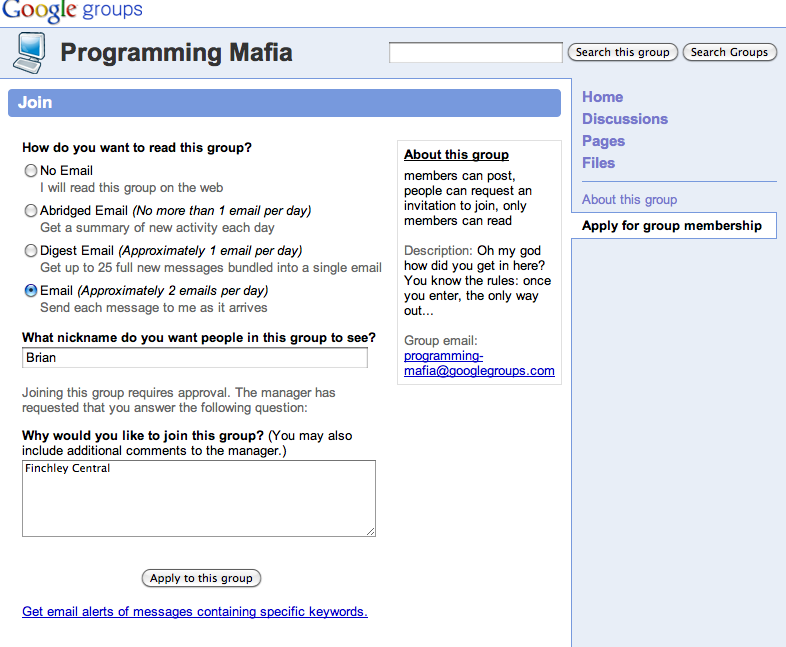 Google groups
Programming Mafia
Search this group
Search Groups
Join
How do you want to read this group?
No Email
I will read this group on the web
Abridged Email (No more than 1 email per day)
Get a summary of new activity each day
Digest Email (Approximately 1 email per day)
Get up to 25 full new messages bundled into a single email
Email (Approximately 2 emails per day)
Send each message to me as it arrives
What nickname do you want people in this group to see?
Brian
Joining this group requires approval. The manager has
requested that you answer the following question:
Why would you like to join this group? (You may also
include additional comments to the manager.)
Finchley Central
Apply to this group
Get email alerts of messages containing specific keywords.
About this group
members can post,
people can request an
invitation to join, only
members can read
Description: Oh my god
how did you get in here?
You know the rules: once
you enter, the only way
out...
Group email:
programming-
mafia@googlegroups.com
Home
Discussions
Pages
Files
About this group
Apply for group membership